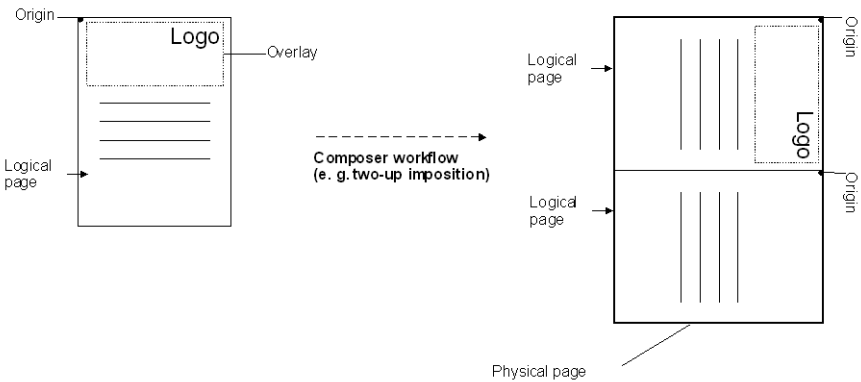 Origin
Logo
Overlay
Logical
page
Composer workflow
(e. g. two-up imposition)
Logical
page
Origin
Logo
Logical
page
Origin
Physical page